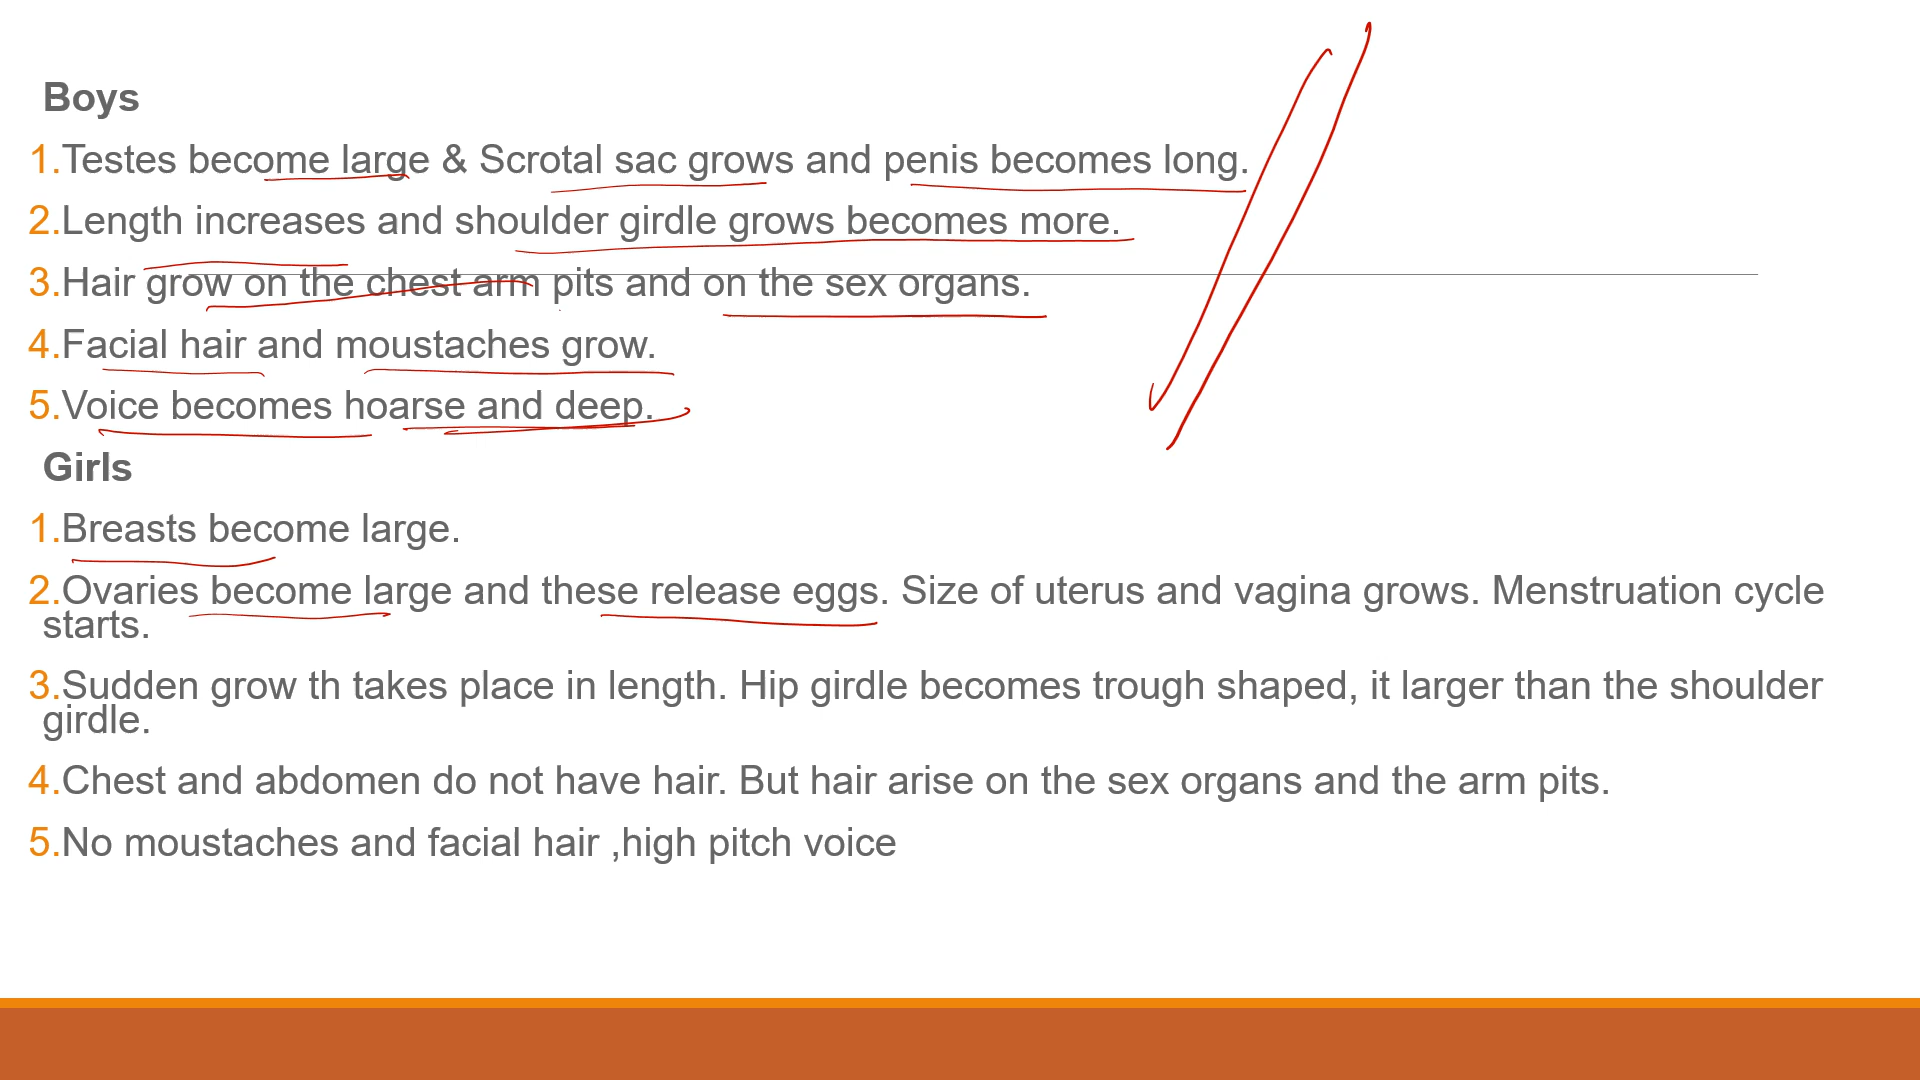 Boys
1.Testes become large & Scrotal sac grows and penis becomes long.
2.Length increases and shoulder girdle grows becomes more.
3.Hair grow on the chest arm pits and on the sex organs.
4.Facial hair and moustaches grow.
5.Voice becomes hoarse and deep.
Girls
1.Breasts become large.
2.Ovaries become large and these release eggs. Size of uterus and vagina grows. Menstruation cycle
starts.
3.Sudden grow th takes place in length. Hip girdle becomes trough shaped, it larger than the shoulder
girdle.
4.Chest and abdomen do not have hair. But hair arise on the sex organs and the arm pits.
5.No moustaches and facial hair ,high pitch voice